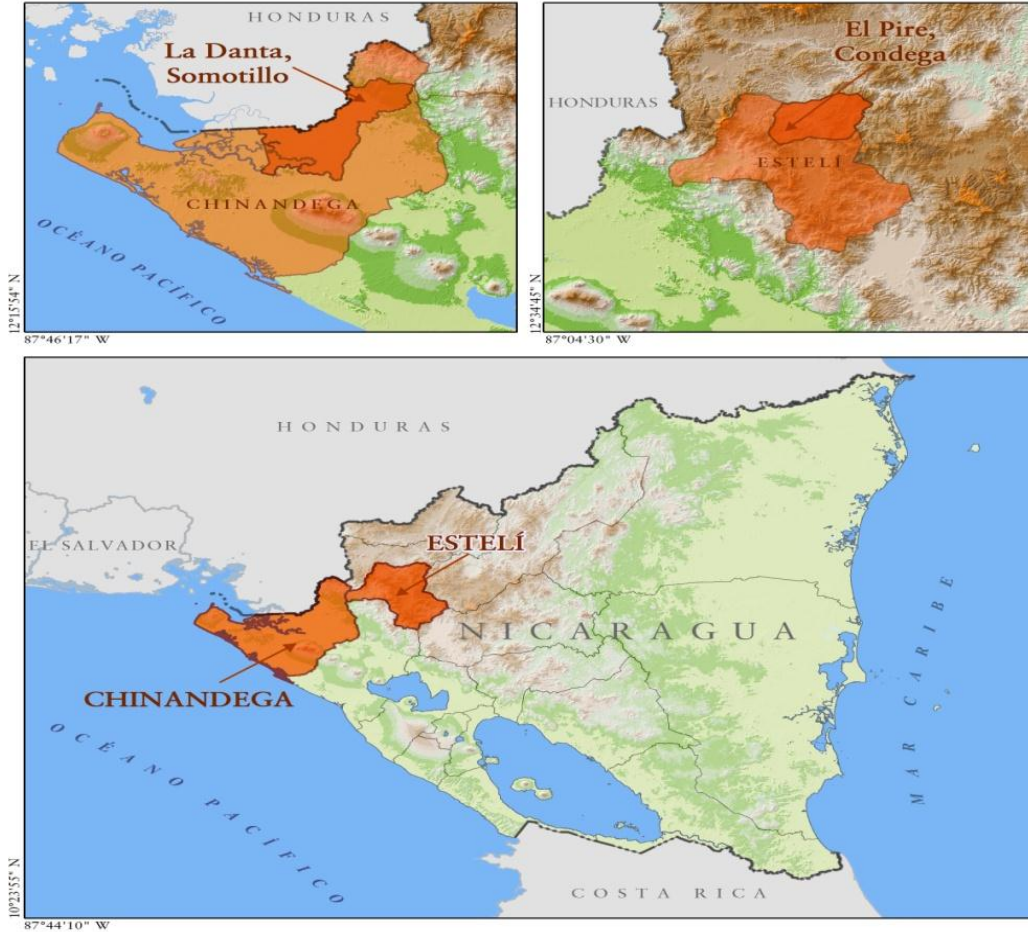 HONDURAS
La Danta,
Somotillo
CHINANDEGA
OCÉANO PACÍFICO
12°15'54" N
87°46'17" W
El Pire,
Condega
HONDURAS
ESTELÍ
12°34'45" N
87°04'30" W
HONDURAS
EL SALVADOR
ESTELÍ
NICARAGUA
CHINANDEGA
OCÉANO PACÍFICO
MAR CARIBE
COSTA RICA
10°23'55" N
87°44'10" W